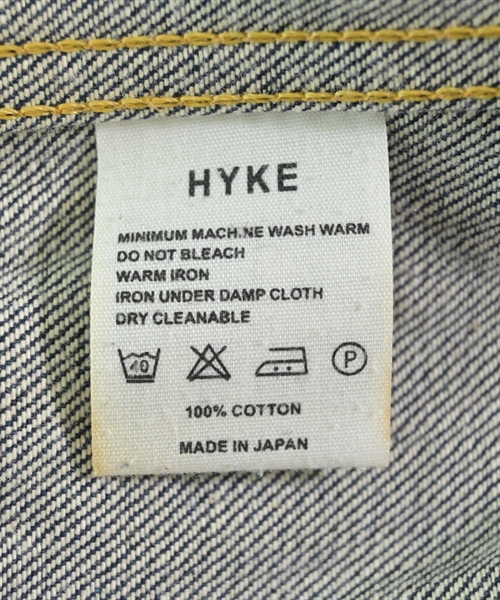 HYKE
MINIMUM MACHINE WASH WARM
DO NOT BLEACH
WARM IRON
IRON UNDER DAMP CLOTH
DRY CLEANABLE
40 P
100% COTTON
MADE IN JAPAN